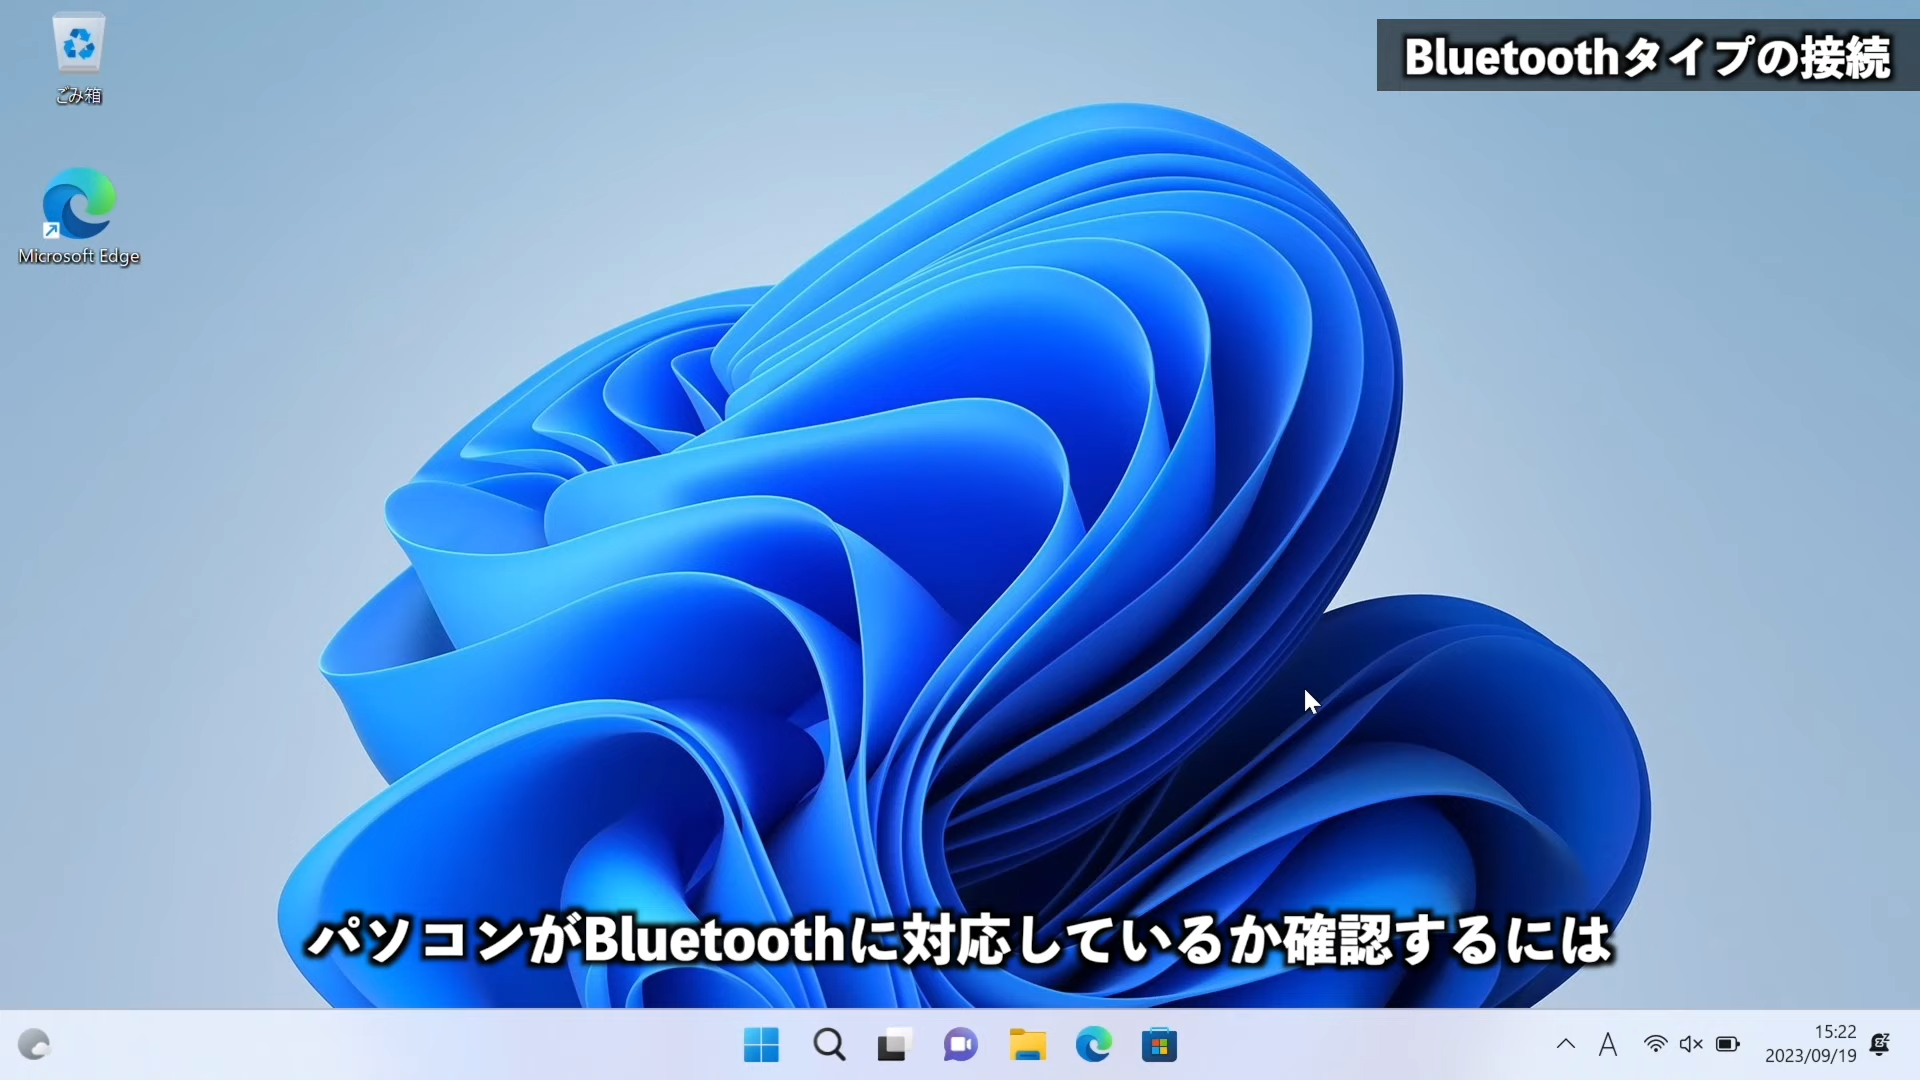 ごみ箱
Microsoft Edge
Bluetoothタイプの接続
パソコンがBluetoothに対応しているか確認するには
A
15:22
2023/09/19